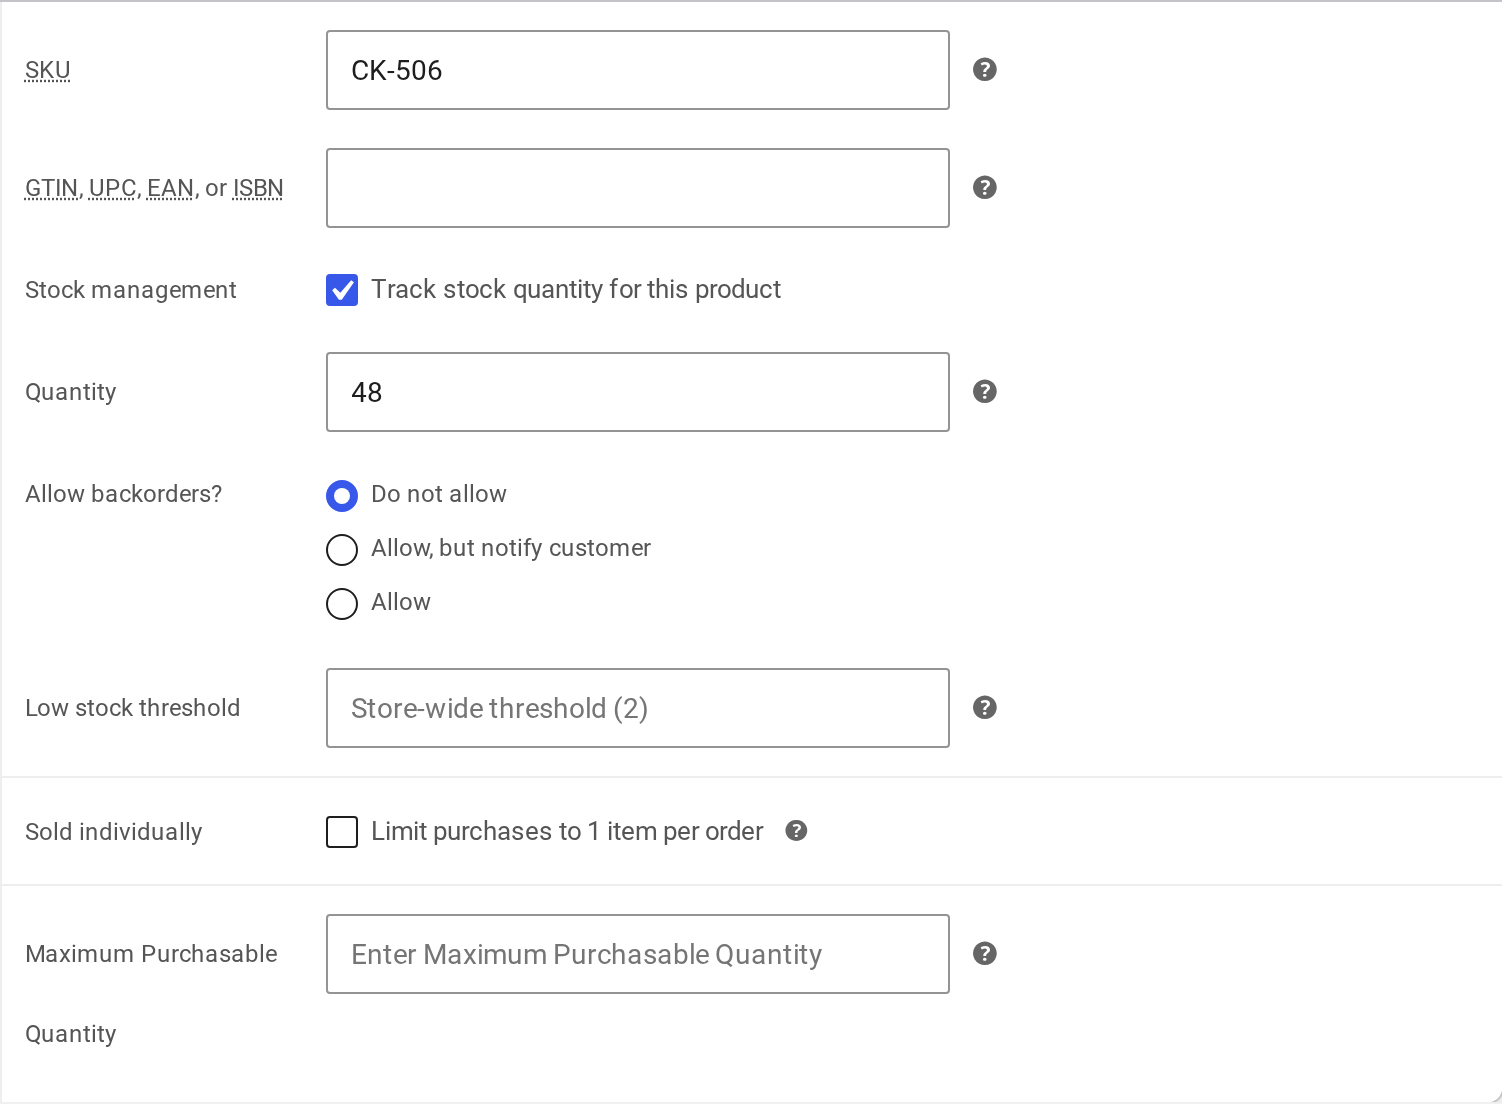 SKU CK-506
GTIN, UPC, EAN, or ISBN
Stock management Track stock quantity for this product
Quantity 48
Allow backorders? Do not allow
Allow, but notify customer
Allow
Low stock threshold Store-wide threshold (2)
Sold individually Limit purchases to 1 item per order
Maximum Purchasable Enter Maximum Purchasable Quantity
Quantity